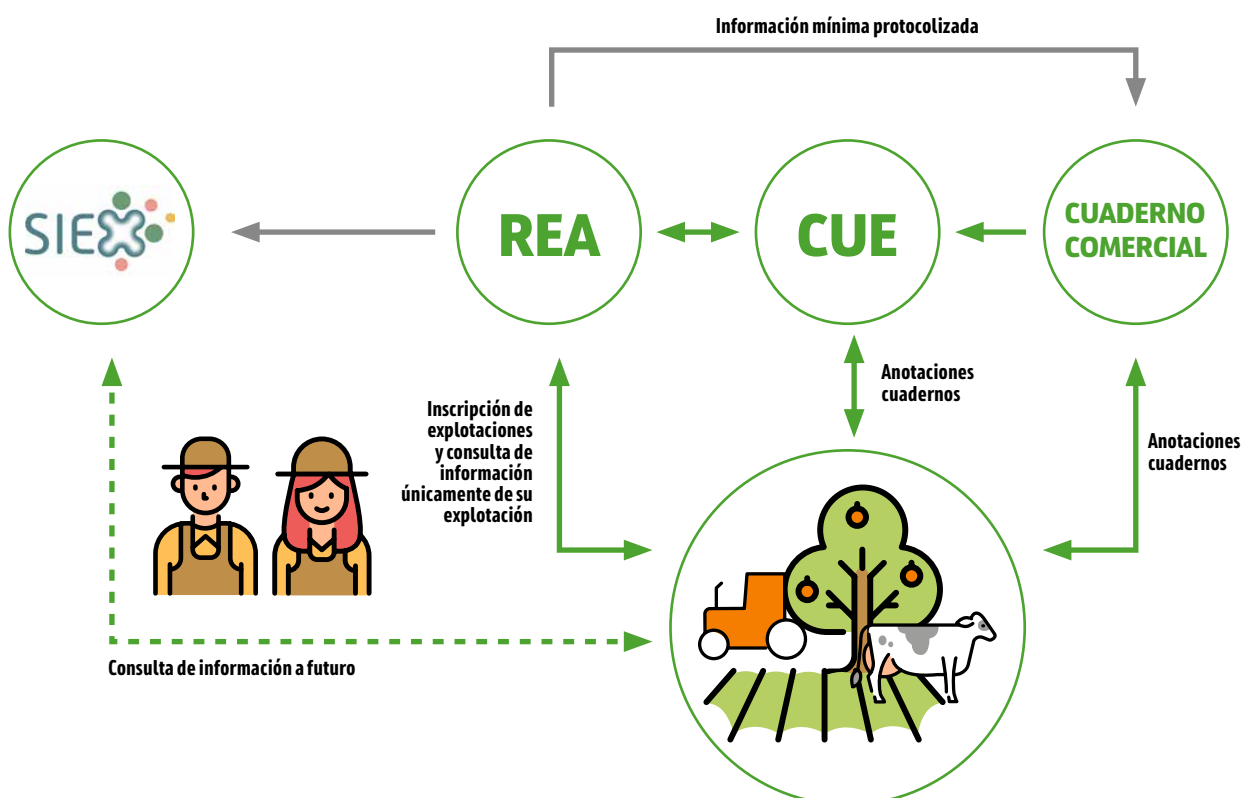 Información mínima protocolizada
SIEX
REA
CUE
CUADERNO
COMERCIAL
Inscripción de
explotaciones
y consulta de
información
únicamente de su
explotación
Anotaciones
cuadernos
Anotaciones
cuadernos
Consulta de información a futuro